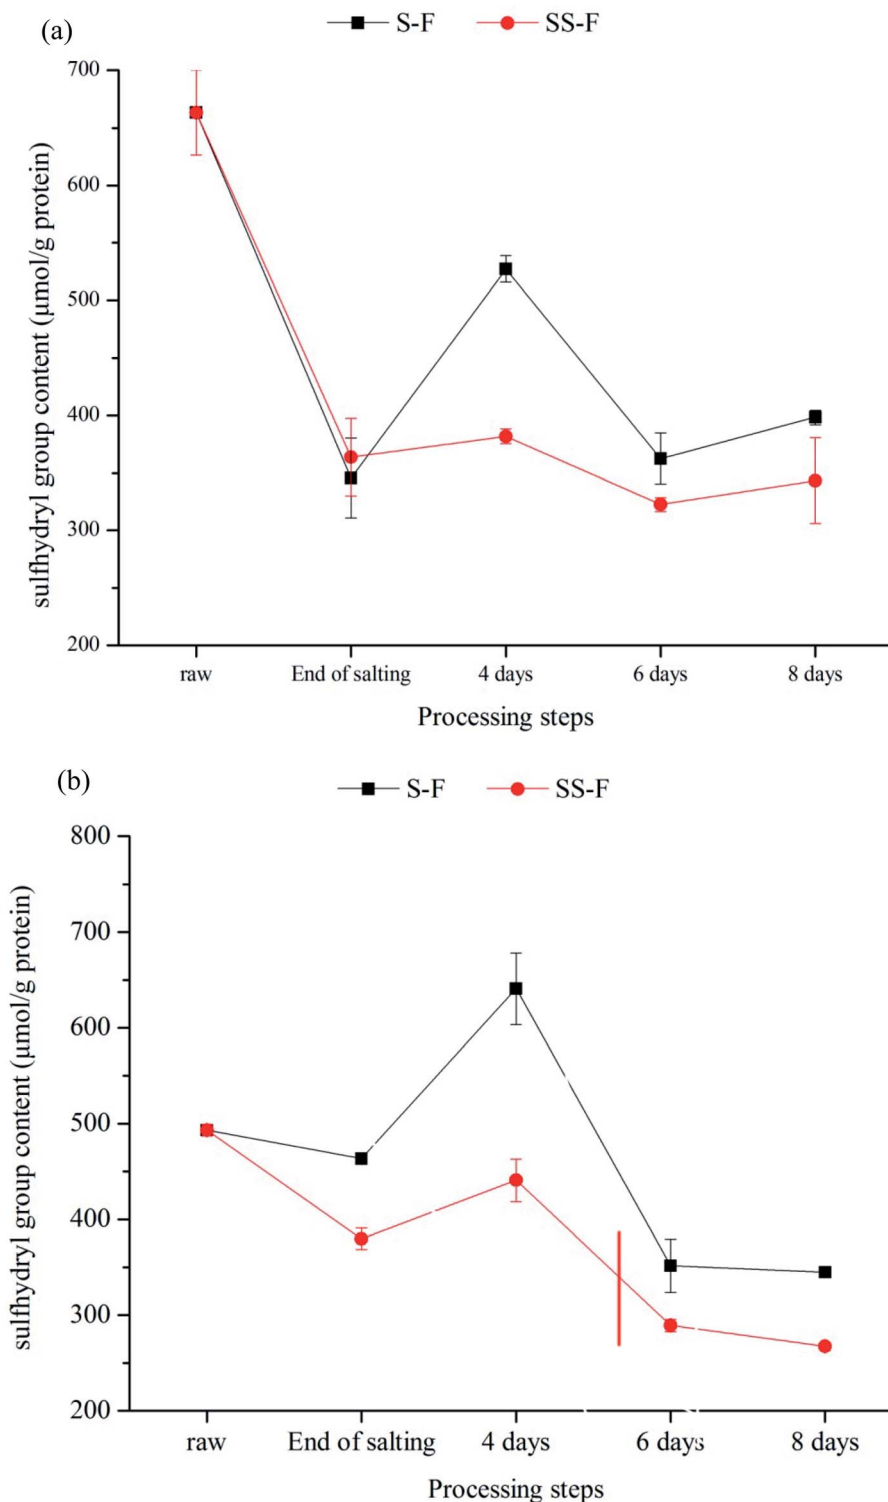 (a)
S-F SS-F
700
600
500
400
300
200
sulfhydryl group content (μmol/g protein)
raw End of salting 4 days 6 days 8 days
Processing steps
(b)
S-F SS-F
800
700
600
500
400
300
200
sulfhydryl group content (μmol/g protein)
raw End of salting 4 days 6 days 8 days
Processing steps